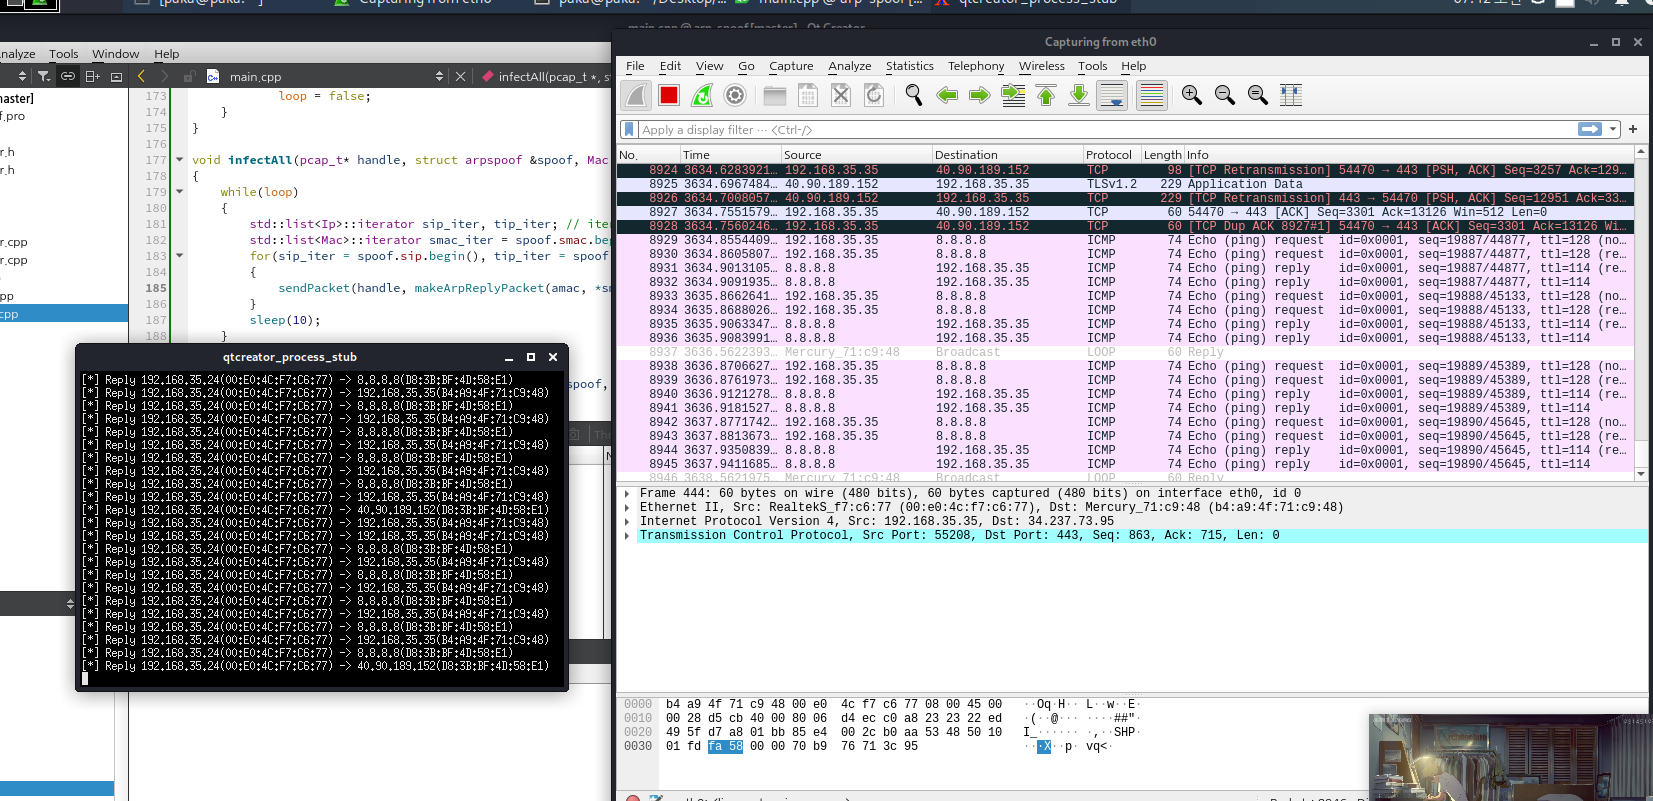 [paka@paka: ~]
Capturing from eth0
paka@paka: ~/Desktop/...
main.cpp @ arp_spoof [...
qtcreator_process_stub
main.cpp @ arp_spoof [master] - Qt Creator
nalyze Tools Window Help
main.cpp
infectAll(pcap_t *, s
master]
f.pro
r.h
r.h
r.cpp
r.cpp
pp
cpp
173 loop = false;
174 }
175 }
176
177 void infectAll(pcap_t* handle, struct arpspoof &spoof, Mac
178 {
179 while(loop)
180 {
181 std::list<Ip>::iterator sip_iter, tip_iter; // iter
182 std::list<Mac>::iterator smac_iter = spoof.smac.beg
183 for(sip_iter = spoof.sip.begin(), tip_iter = spoof
184 {
185 sendPacket(handle, makeArpReplyPacket(amac, *sm
186 }
187 sleep(10);
188 }
spoof,
qtcreator_process_stub
[*] Reply 192.168.35.24(00:E0:4C:F7:C6:77) -> 8.8.8.8(D8:3B:BF:4D:58:E1)
[*] Reply 192.168.35.24(00:E0:4C:F7:C6:77) -> 192.168.35.35(B4:A9:4F:71:C9:48)
[*] Reply 192.168.35.24(00:E0:4C:F7:C6:77) -> 8.8.8.8(D8:3B:BF:4D:58:E1)
[*] Reply 192.168.35.24(00:E0:4C:F7:C6:77) -> 192.168.35.35(B4:A9:4F:71:C9:48)
[*] Reply 192.168.35.24(00:E0:4C:F7:C6:77) -> 8.8.8.8(D8:3B:BF:4D:58:E1)
[*] Reply 192.168.35.24(00:E0:4C:F7:C6:77) -> 192.168.35.35(B4:A9:4F:71:C9:48)
[*] Reply 192.168.35.24(00:E0:4C:F7:C6:77) -> 8.8.8.8(D8:3B:BF:4D:58:E1)
[*] Reply 192.168.35.24(00:E0:4C:F7:C6:77) -> 192.168.35.35(B4:A9:4F:71:C9:48)
[*] Reply 192.168.35.24(00:E0:4C:F7:C6:77) -> 8.8.8.8(D8:3B:BF:4D:58:E1)
[*] Reply 192.168.35.24(00:E0:4C:F7:C6:77) -> 192.168.35.35(B4:A9:4F:71:C9:48)
[*] Reply 192.168.35.24(00:E0:4C:F7:C6:77) -> 40.90.189.152(D8:3B:BF:4D:58:E1)
[*] Reply 192.168.35.24(00:E0:4C:F7:C6:77) -> 192.168.35.35(B4:A9:4F:71:C9:48)
[*] Reply 192.168.35.24(00:E0:4C:F7:C6:77) -> 192.168.35.35(B4:A9:4F:71:C9:48)
[*] Reply 192.168.35.24(00:E0:4C:F7:C6:77) -> 8.8.8.8(D8:3B:BF:4D:58:E1)
[*] Reply 192.168.35.24(00:E0:4C:F7:C6:77) -> 192.168.35.35(B4:A9:4F:71:C9:48)
[*] Reply 192.168.35.24(00:E0:4C:F7:C6:77) -> 8.8.8.8(D8:3B:BF:4D:58:E1)
[*] Reply 192.168.35.24(00:E0:4C:F7:C6:77) -> 192.168.35.35(B4:A9:4F:71:C9:48)
[*] Reply 192.168.35.24(00:E0:4C:F7:C6:77) -> 8.8.8.8(D8:3B:BF:4D:58:E1)
[*] Reply 192.168.35.24(00:E0:4C:F7:C6:77) -> 192.168.35.35(B4:A9:4F:71:C9:48)
[*] Reply 192.168.35.24(00:E0:4C:F7:C6:77) -> 8.8.8.8(D8:3B:BF:4D:58:E1)
[*] Reply 192.168.35.24(00:E0:4C:F7:C6:77) -> 192.168.35.35(B4:A9:4F:71:C9:48)
[*] Reply 192.168.35.24(00:E0:4C:F7:C6:77) -> 8.8.8.8(D8:3B:BF:4D:58:E1)
[*] Reply 192.168.35.24(00:E0:4C:F7:C6:77) -> 40.90.189.152(D8:3B:BF:4D:58:E1)
Capturing from eth0
File Edit View Go Capture Analyze Statistics Telephony Wireless Tools Help
Apply a display filter ... <Ctrl-/>
No. Time Source Destination Protocol Length Info
8924 3634.6283921... 192.168.35.35 40.90.189.152 TCP 98 [TCP Retransmission] 54470 → 443 [PSH, ACK] Seq=3257 Ack=129...
8925 3634.6967484... 40.90.189.152 192.168.35.35 TLSv1.2 229 Application Data
8926 3634.7008057... 40.90.189.152 192.168.35.35 TCP 229 [TCP Retransmission] 443 → 54470 [PSH, ACK] Seq=12951 Ack=33...
8927 3634.7551579... 192.168.35.35 40.90.189.152 TCP 60 54470 → 443 [ACK] Seq=3301 Ack=13126 Win=512 Len=0
8928 3634.7560246... 192.168.35.35 40.90.189.152 TCP 60 [TCP Dup ACK 8927#1] 54470 → 443 [ACK] Seq=3301 Ack=13126 Wi...
8929 3634.8554409... 192.168.35.35 8.8.8.8 ICMP 74 Echo (ping) request id=0x0001, seq=19887/44877, ttl=128 (no...
8930 3634.8605807... 192.168.35.35 8.8.8.8 ICMP 74 Echo (ping) request id=0x0001, seq=19887/44877, ttl=128 (re...
8931 3634.9013105... 8.8.8.8 192.168.35.35 ICMP 74 Echo (ping) reply id=0x0001, seq=19887/44877, ttl=114 (re...
8932 3634.9091935... 8.8.8.8 192.168.35.35 ICMP 74 Echo (ping) reply id=0x0001, seq=19887/44877, ttl=114
8933 3635.8662641... 192.168.35.35 8.8.8.8 ICMP 74 Echo (ping) request id=0x0001, seq=19888/45133, ttl=128 (no...
8934 3635.8688026... 192.168.35.35 8.8.8.8 ICMP 74 Echo (ping) request id=0x0001, seq=19888/45133, ttl=128 (re...
8935 3635.9063347... 8.8.8.8 192.168.35.35 ICMP 74 Echo (ping) reply id=0x0001, seq=19888/45133, ttl=114 (re...
8936 3635.9083991... 8.8.8.8 192.168.35.35 ICMP 74 Echo (ping) reply id=0x0001, seq=19888/45133, ttl=114
8937 3636.5622393... Mercury_71:c9:48 Broadcast LOOP 60 Reply
8938 3636.8706627... 192.168.35.35 8.8.8.8 ICMP 74 Echo (ping) request id=0x0001, seq=19889/45389, ttl=128 (no...
8939 3636.8761973... 192.168.35.35 8.8.8.8 ICMP 74 Echo (ping) request id=0x0001, seq=19889/45389, ttl=128 (re...
8940 3636.9121278... 8.8.8.8 192.168.35.35 ICMP 74 Echo (ping) reply id=0x0001, seq=19889/45389, ttl=114 (re...
8941 3636.9181527... 8.8.8.8 192.168.35.35 ICMP 74 Echo (ping) reply id=0x0001, seq=19889/45389, ttl=114
8942 3637.8771742... 192.168.35.35 8.8.8.8 ICMP 74 Echo (ping) request id=0x0001, seq=19890/45645, ttl=128 (no...
8943 3637.8813673... 192.168.35.35 8.8.8.8 ICMP 74 Echo (ping) request id=0x0001, seq=19890/45645, ttl=128 (re...
8944 3637.9350839... 8.8.8.8 192.168.35.35 ICMP 74 Echo (ping) reply id=0x0001, seq=19890/45645, ttl=114 (re...
8945 3637.9411685... 8.8.8.8 192.168.35.35 ICMP 74 Echo (ping) reply id=0x0001, seq=19890/45645, ttl=114
8946 3638.5621975... Mercury_71:c9:48 Broadcast LOOP 60 Reply
Frame 444: 60 bytes on wire (480 bits), 60 bytes captured (480 bits) on interface eth0, id 0
Ethernet II, Src: RealtekS_f7:c6:77 (00:e0:4c:f7:c6:77), Dst: Mercury_71:c9:48 (b4:a9:4f:71:c9:48)
Internet Protocol Version 4, Src: 192.168.35.35, Dst: 34.237.73.95
Transmission Control Protocol, Src Port: 55208, Dst Port: 443, Seq: 863, Ack: 715, Len: 0
0000 b4 a9 4f 71 c9 48 00 e0 4c f7 c6 77 08 00 45 00 ··Oq·H·· L··w··E·
0010 00 28 d5 cb 40 00 80 06 d4 ec c0 a8 23 23 22 ed ·(··@··· ····##"·
0020 49 5f d7 a8 01 bb 85 e4 00 2c b0 aa 53 48 50 10 I_······ ·,··SHP·
0030 01 fd fa 58 00 00 70 b9 76 71 3c 95 ···X··p· vq<·